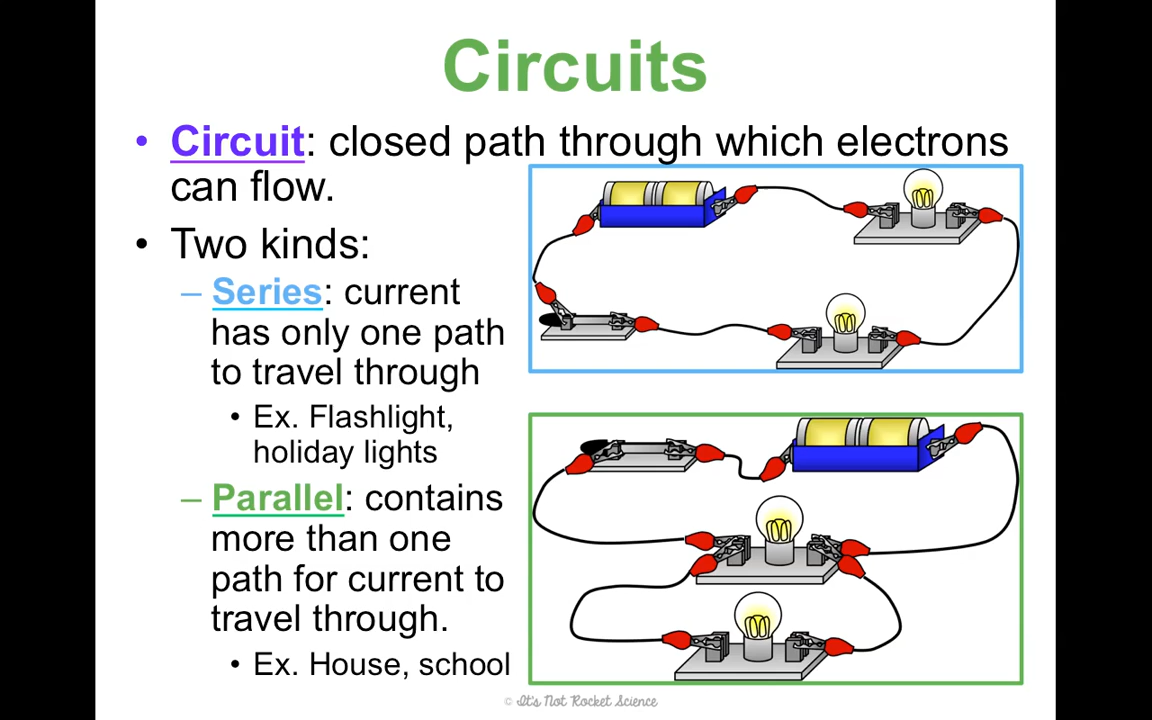 Circuits
• Circuit: closed path through which electrons
can flow.
• Two kinds:
– Series: current
has only one path
to travel through
• Ex. Flashlight,
holiday lights
– Parallel: contains
more than one
path for current to
travel through.
• Ex. House, school
© It's Not Rocket Science